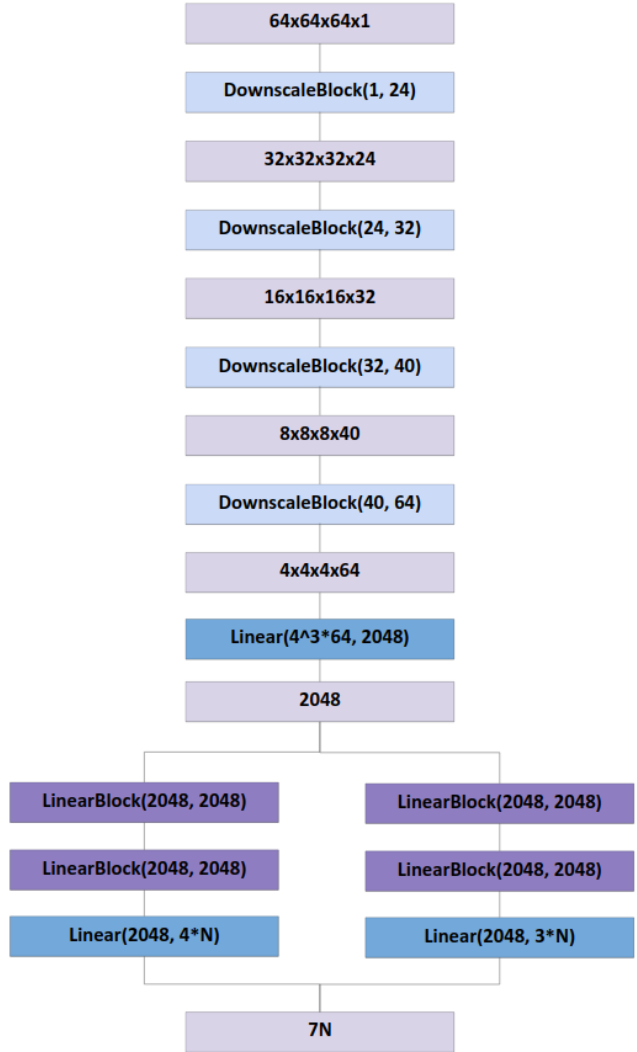 64x64x64x1
DownscaleBlock(1, 24)
32x32x32x24
DownscaleBlock(24, 32)
16x16x16x32
DownscaleBlock(32, 40)
8x8x8x40
DownscaleBlock(40, 64)
4x4x4x64
Linear(4^3*64, 2048)
2048
LinearBlock(2048, 2048)
LinearBlock(2048, 2048)
Linear(2048, 4*N)
LinearBlock(2048, 2048)
LinearBlock(2048, 2048)
Linear(2048, 3*N)
7N